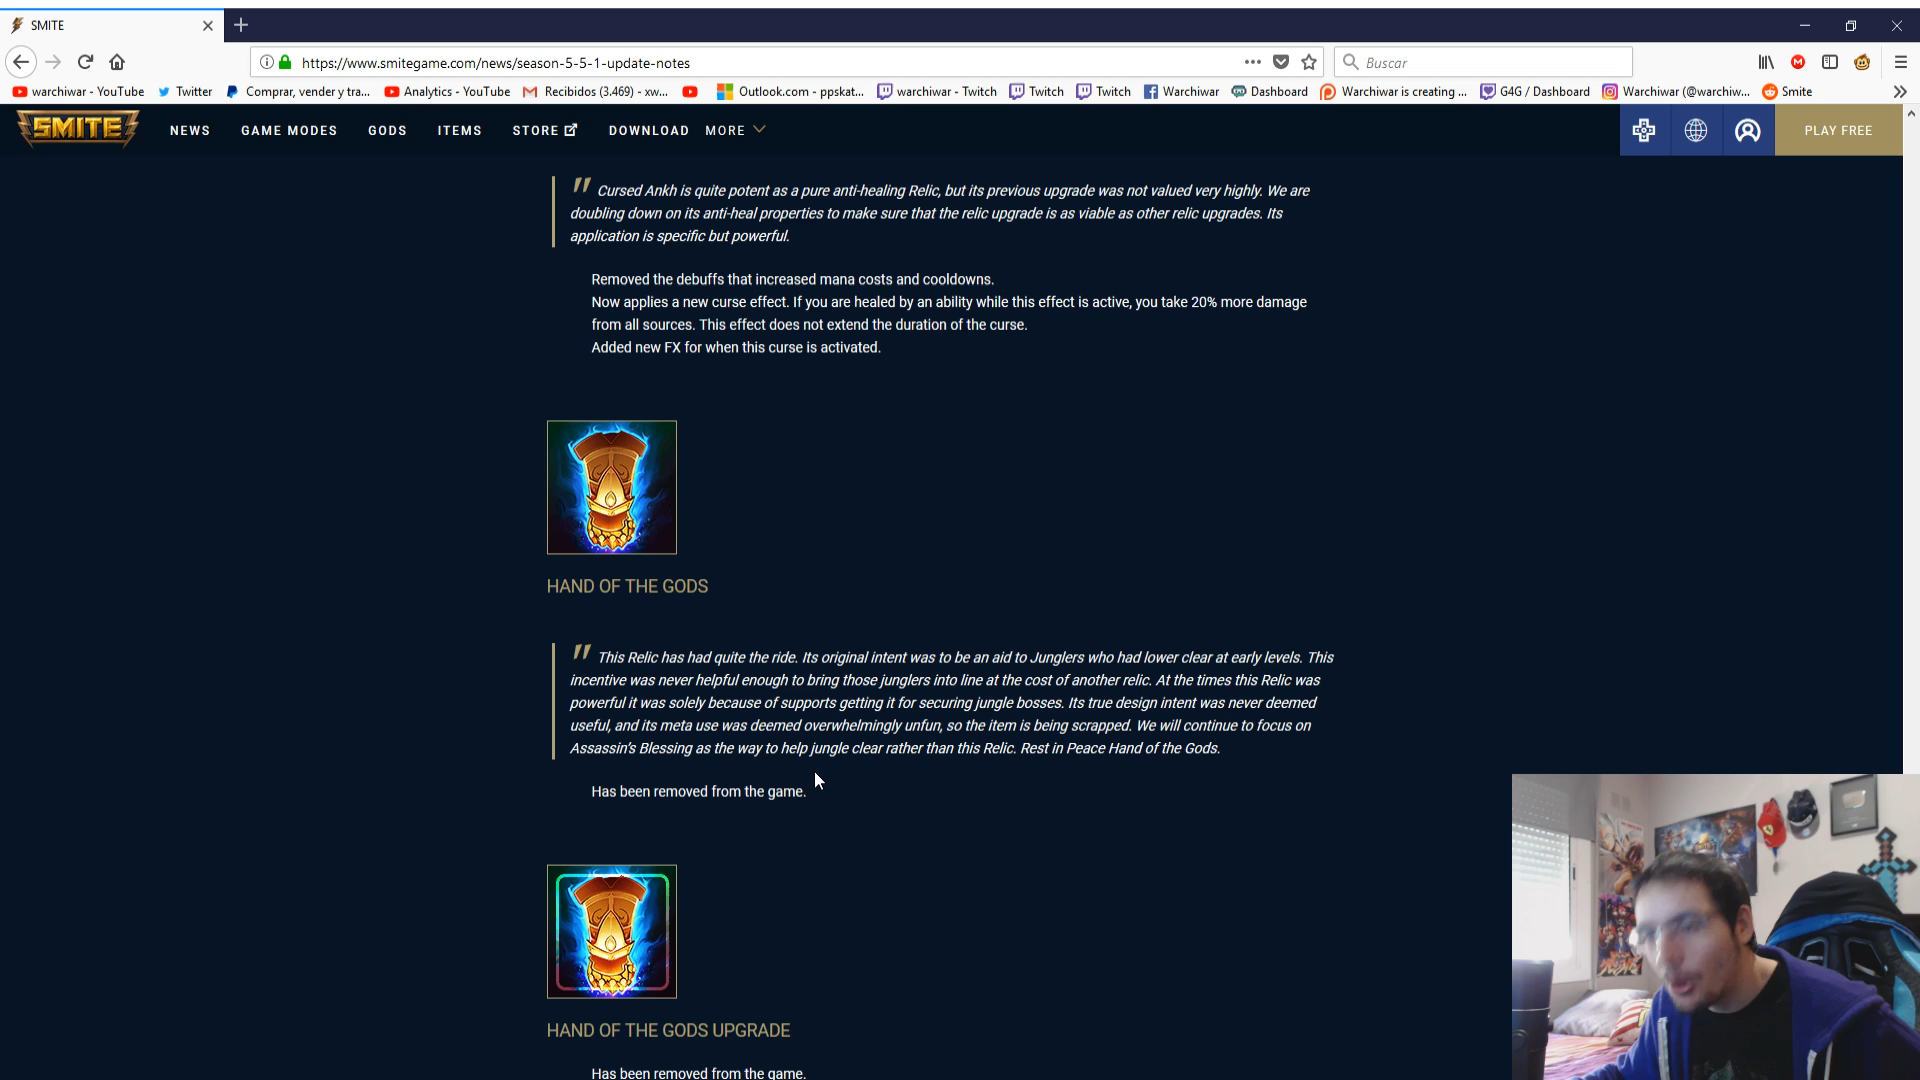 SMITE
https://www.smitegame.com/news/season-5-5-1-update-notes
Buscar
warchiwar - YouTube
Twitter
Comprar, vender y tra...
Analytics - YouTube
Recibidos (3.469) - xw...
Outlook.com - ppskat...
warchiwar - Twitch
Twitch
Twitch
Warchiwar
Dashboard
Warchiwar is creating ...
G4G / Dashboard
Warchiwar (@warchiw...
Smite
SMITE
NEWS
GAME MODES
GODS
ITEMS
STORE
DOWNLOAD
MORE
PLAY FREE
" Cursed Ankh is quite potent as a pure anti-healing Relic, but its previous upgrade was not valued very highly. We are
doubling down on its anti-heal properties to make sure that the relic upgrade is as viable as other relic upgrades. Its
application is specific but powerful.
Removed the debuffs that increased mana costs and cooldowns.
Now applies a new curse effect. If you are healed by an ability while this effect is active, you take 20% more damage
from all sources. This effect does not extend the duration of the curse.
Added new FX for when this curse is activated.
HAND OF THE GODS
" This Relic has had quite the ride. Its original intent was to be an aid to Junglers who had lower clear at early levels. This
incentive was never helpful enough to bring those junglers into line at the cost of another relic. At the times this Relic was
powerful it was solely because of supports getting it for securing jungle bosses. Its true design intent was never deemed
useful, and its meta use was deemed overwhelmingly unfun, so the item is being scrapped. We will continue to focus on
Assassin's Blessing as the way to help jungle clear rather than this Relic. Rest in Peace Hand of the Gods.
Has been removed from the game.
HAND OF THE GODS UPGRADE
Has been removed from the game.